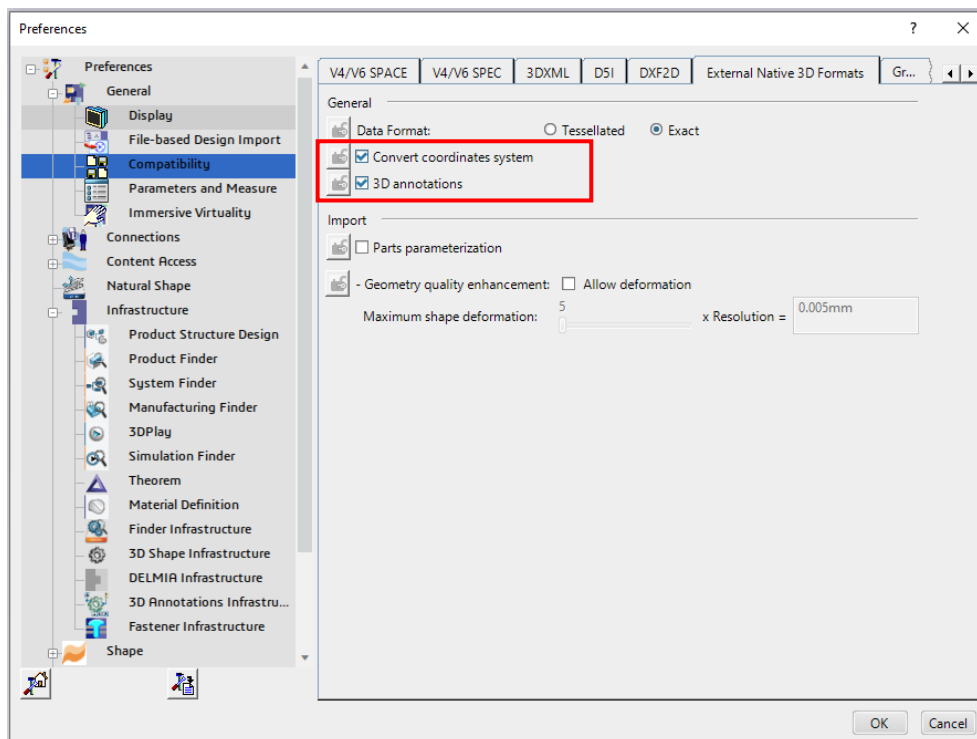 Preferences
?
Preferences
General
Display
File-based Design Import
Compatibility
Parameters and Measure
Immersive Virtuality
Connections
Content Access
Natural Shape
Infrastructure
Product Structure Design
Product Finder
System Finder
Manufacturing Finder
3DPlay
Simulation Finder
Theorem
Material Definition
Finder Infrastructure
3D Shape Infrastructure
DELMIA Infrastructure
3D Annotations Infrastru...
Fastener Infrastructure
Shape
V4/V6 SPACE V4/V6 SPEC 3DXML D5I DXF2D External Native 3D Formats Gr...
General
Data Format: Tessellated Exact
Convert coordinates system
3D annotations
Import
Parts parameterization
- Geometry quality enhancement: Allow deformation
Maximum shape deformation: 5 x Resolution = 0.005mm
OK Cancel